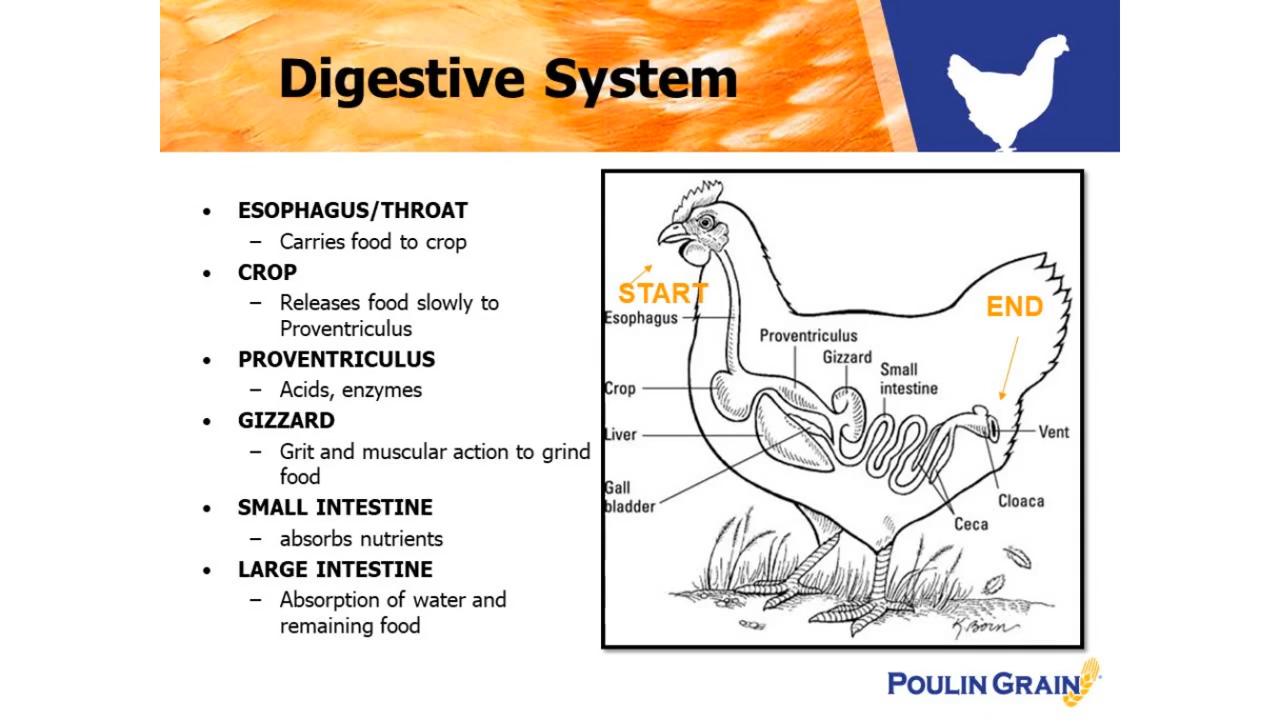 Digestive System
• ESOPHAGUS/THROAT
– Carries food to crop
• CROP
– Releases food slowly to
Proventriculus
• PROVENTRICULUS
– Acids, enzymes
• GIZZARD
– Grit and muscular action to grind
food
• SMALL INTESTINE
– absorbs nutrients
• LARGE INTESTINE
– Absorption of water and
remaining food
START
END
Esophagus
Proventriculus
Gizzard
Small
intestine
Crop
Liver
Vent
Gall
bladder
Cloaca
Ceca
K Born
POULIN GRAIN